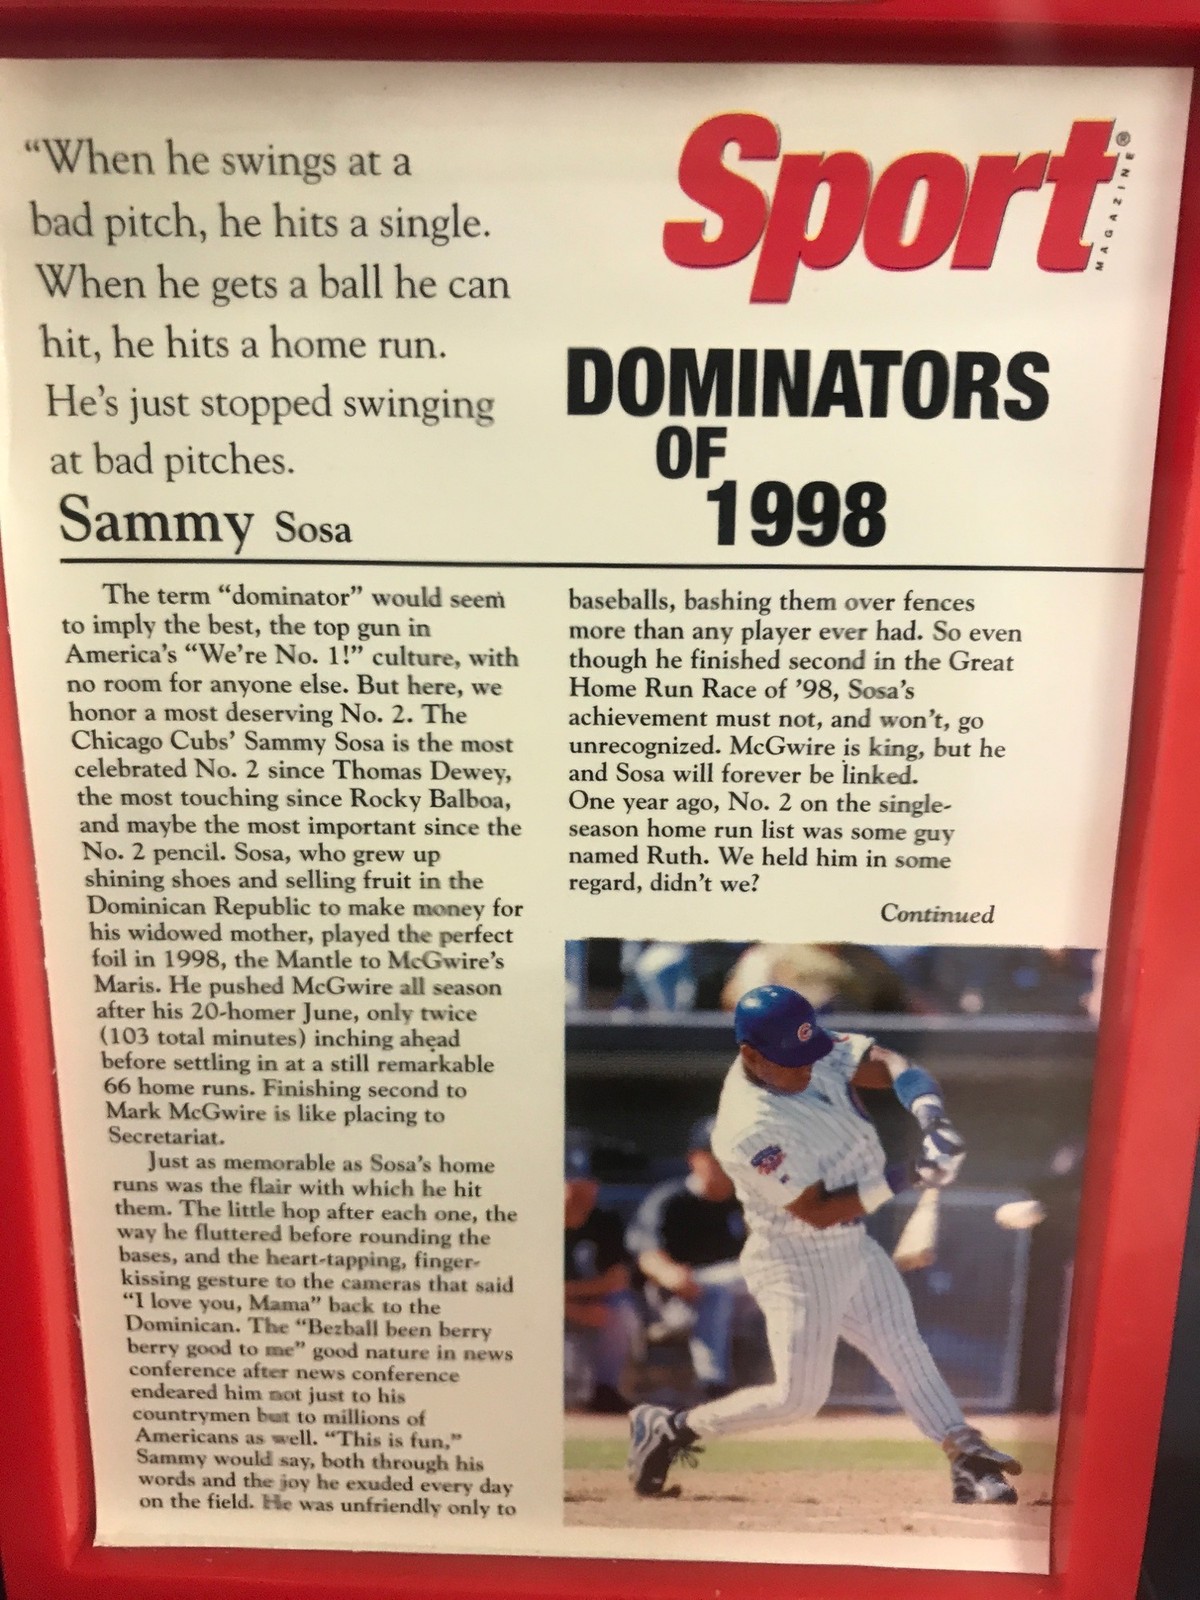 “When he swings at a
bad pitch, he hits a single.
When he gets a ball he can
hit, he hits a home run.
He’s just stopped swinging
at bad pitches.
Sammy Sosa
Sport®
MAGAZINE
DOMINATORS
OF
1998
The term “dominator” would seem
to imply the best, the top gun in
America’s “We’re No. 1!” culture, with
no room for anyone else. But here, we
honor a most deserving No. 2. The
Chicago Cubs’ Sammy Sosa is the most
celebrated No. 2 since Thomas Dewey,
the most touching since Rocky Balboa,
and maybe the most important since the
No. 2 pencil. Sosa, who grew up
shining shoes and selling fruit in the
Dominican Republic to make money for
his widowed mother, played the perfect
foil in 1998, the Mantle to McGwire’s
Maris. He pushed McGwire all season
after his 20-homer June, only twice
(103 total minutes) inching ahead
before settling in at a still remarkable
66 home runs. Finishing second to
Mark McGwire is like placing to
Secretariat.
Just as memorable as Sosa’s home
runs was the flair with which he hit
them. The little hop after each one, the
way he fluttered before rounding the
bases, and the heart-tapping, finger-
kissing gesture to the cameras that said
“I love you, Mama” back to the
Dominican. The “Bezball been berry
berry good to me” good nature in news
conference after news conference
endeared him not just to his
countrymen but to millions of
Americans as well. “This is fun,”
Sammy would say, both through his
words and the joy he exuded every day
on the field. He was unfriendly only to
baseballs, bashing them over fences
more than any player ever had. So even
though he finished second in the Great
Home Run Race of ’98, Sosa’s
achievement must not, and won’t, go
unrecognized. McGwire is king, but he
and Sosa will forever be linked.
One year ago, No. 2 on the single-
season home run list was some guy
named Ruth. We held him in some
regard, didn’t we?
Continued
C